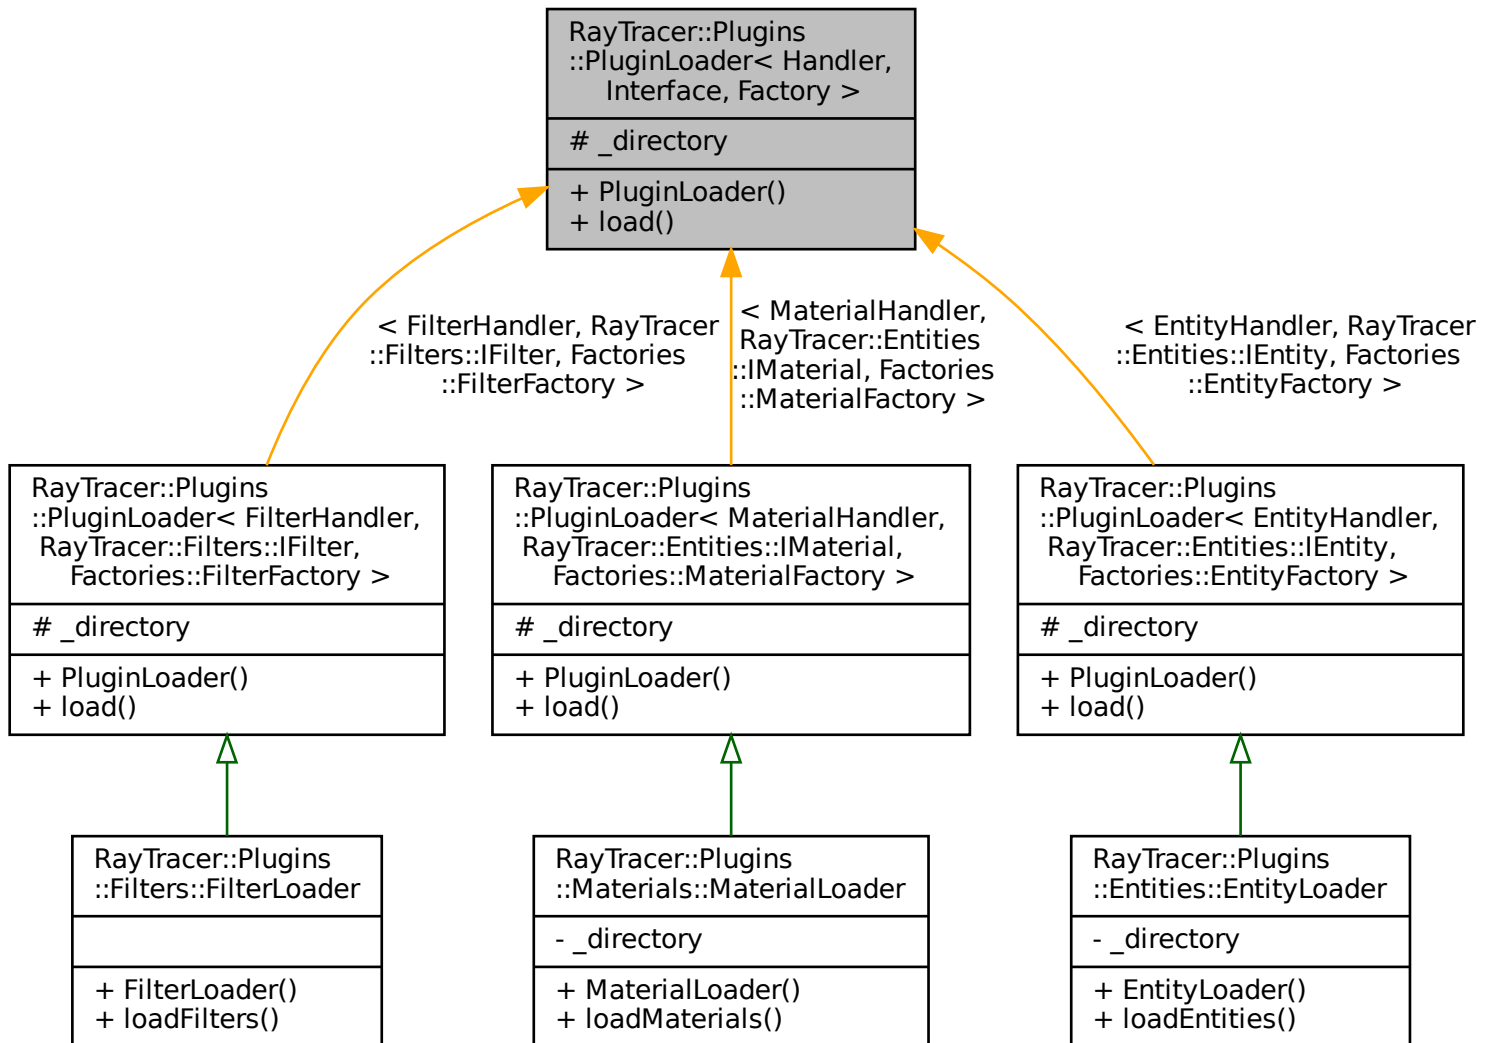 RayTracer::Plugins
::PluginLoader< Handler,
Interface, Factory >
# _directory
+ PluginLoader()
+ load()
< FilterHandler, RayTracer
::Filters::IFilter, Factories
::FilterFactory >
< MaterialHandler,
RayTracer::Entities
::IMaterial, Factories
::MaterialFactory >
< EntityHandler, RayTracer
::Entities::IEntity, Factories
::EntityFactory >
RayTracer::Plugins
::PluginLoader< FilterHandler,
RayTracer::Filters::IFilter,
Factories::FilterFactory >
# _directory
+ PluginLoader()
+ load()
RayTracer::Plugins
::PluginLoader< MaterialHandler,
RayTracer::Entities::IMaterial,
Factories::MaterialFactory >
# _directory
+ PluginLoader()
+ load()
RayTracer::Plugins
::PluginLoader< EntityHandler,
RayTracer::Entities::IEntity,
Factories::EntityFactory >
# _directory
+ PluginLoader()
+ load()
RayTracer::Plugins
::Filters::FilterLoader
+ FilterLoader()
+ loadFilters()
RayTracer::Plugins
::Materials::MaterialLoader
- _directory
+ MaterialLoader()
+ loadMaterials()
RayTracer::Plugins
::Entities::EntityLoader
- _directory
+ EntityLoader()
+ loadEntities()